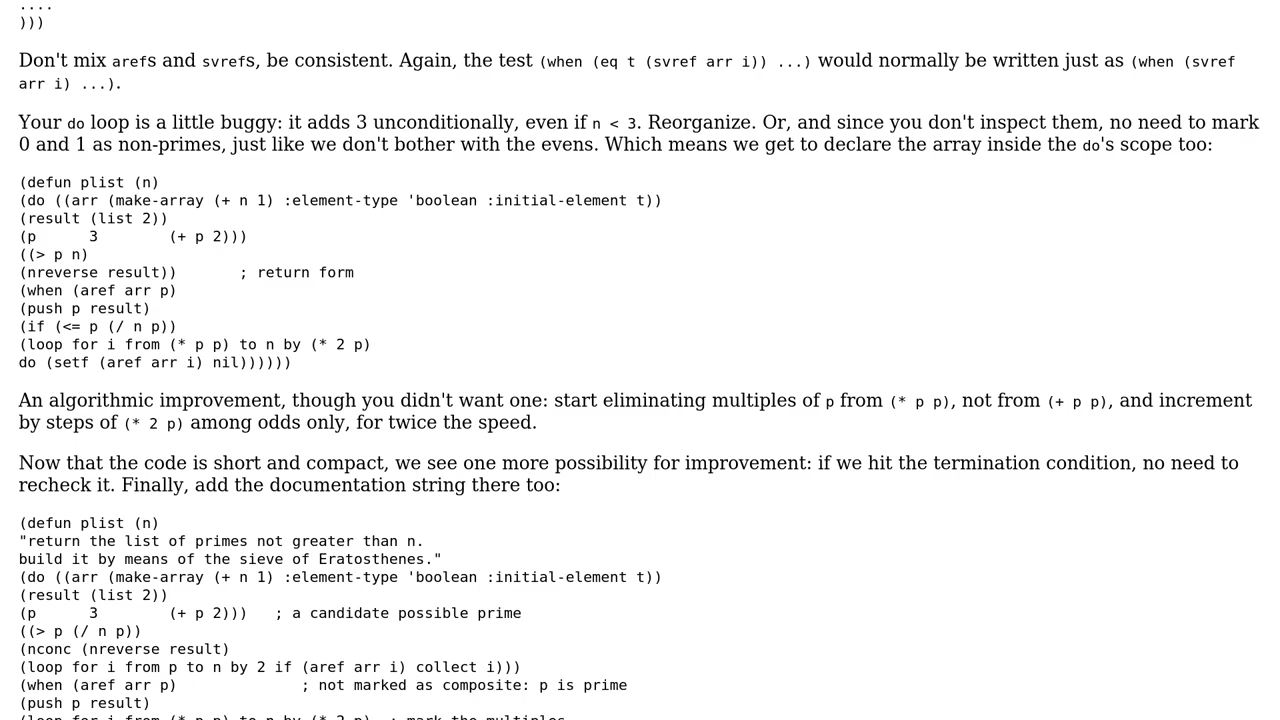 ....
)))
Don't mix arefs and svrefs, be consistent. Again, the test (when (eq t (svref arr i)) ...) would normally be written just as (when (svref
arr i) ...).
Your do loop is a little buggy: it adds 3 unconditionally, even if n < 3. Reorganize. Or, and since you don't inspect them, no need to mark
0 and 1 as non-primes, just like we don't bother with the evens. Which means we get to declare the array inside the do's scope too:
(defun plist (n)
(do ((arr (make-array (+ n 1) :element-type 'boolean :initial-element t))
(result (list 2))
(p      3        (+ p 2)))
((> p n)
(nreverse result))       ; return form
(when (aref arr p)
(push p result)
(if (<= p (/ n p))
(loop for i from (* p p) to n by (* 2 p)
do (setf (aref arr i) nil))))))
An algorithmic improvement, though you didn't want one: start eliminating multiples of p from (* p p), not from (+ p p), and increment
by steps of (* 2 p) among odds only, for twice the speed.
Now that the code is short and compact, we see one more possibility for improvement: if we hit the termination condition, no need to
recheck it. Finally, add the documentation string there too:
(defun plist (n)
"return the list of primes not greater than n.
build it by means of the sieve of Eratosthenes."
(do ((arr (make-array (+ n 1) :element-type 'boolean :initial-element t))
(result (list 2))
(p      3        (+ p 2)))   ; a candidate possible prime
((> p (/ n p))
(nconc (nreverse result)
(loop for i from p to n by 2 if (aref arr i) collect i)))
(when (aref arr p)              ; not marked as composite: p is prime
(push p result)
(loop for i from (* p p) to n by (* 2 p)  ; mark the multiples